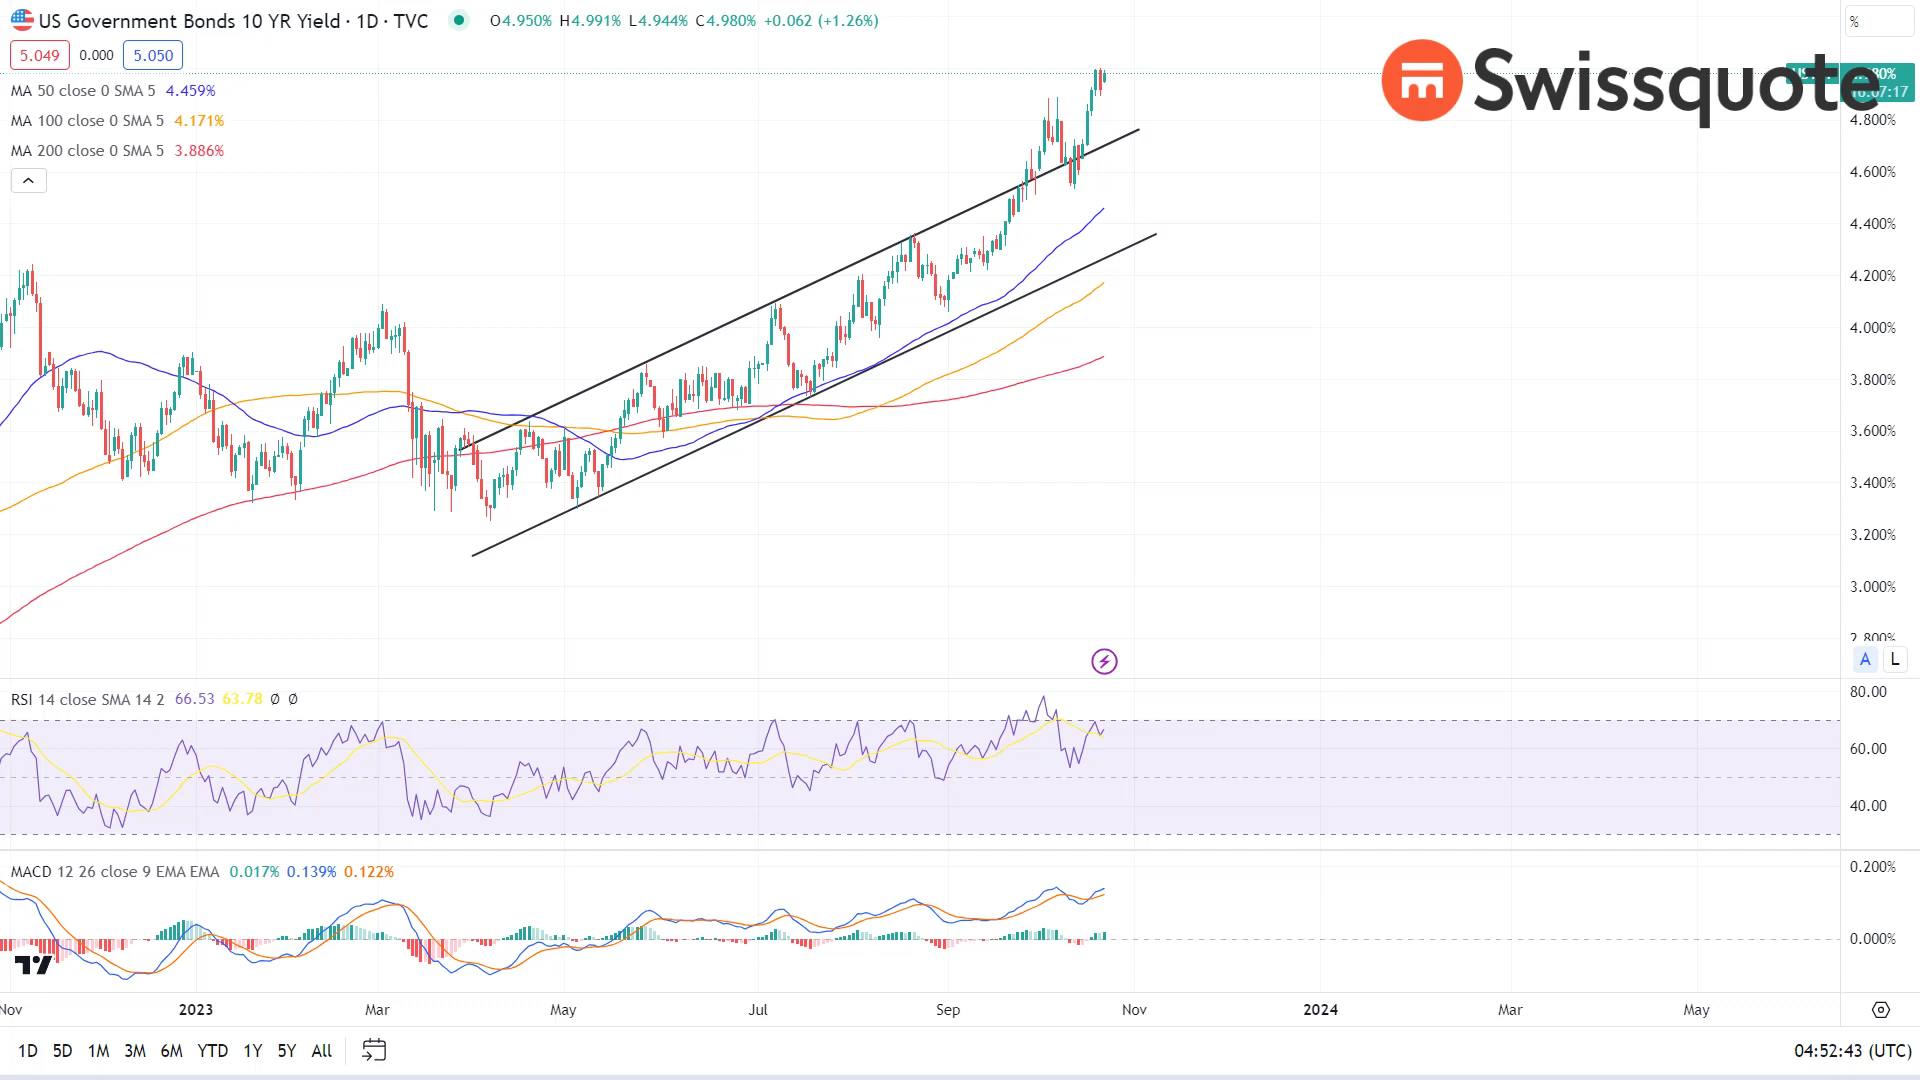 US Government Bonds 10 YR Yield · 1D · TVC O4.950% H4.991% L4.944% C4.980% +0.062 (+1.26%)
5.049 0.000 5.050
MA 50 close 0 SMA 5 4.459%
MA 100 close 0 SMA 5 4.171%
MA 200 close 0 SMA 5 3.886%
%
Swissquote
4.800%
4.600%
4.400%
4.200%
4.000%
3.800%
3.600%
3.400%
3.200%
3.000%
2.800%
A L
RSI 14 close SMA 14 2 66.53 63.78 Ø Ø
80.00
60.00
40.00
MACD 12 26 close 9 EMA EMA 0.017% 0.139% 0.122%
0.200%
0.000%
Nov 2023 Mar May Jul Sep Nov 2024 Mar May
1D 5D 1M 3M 6M YTD 1Y 5Y All
04:52:43 (UTC)